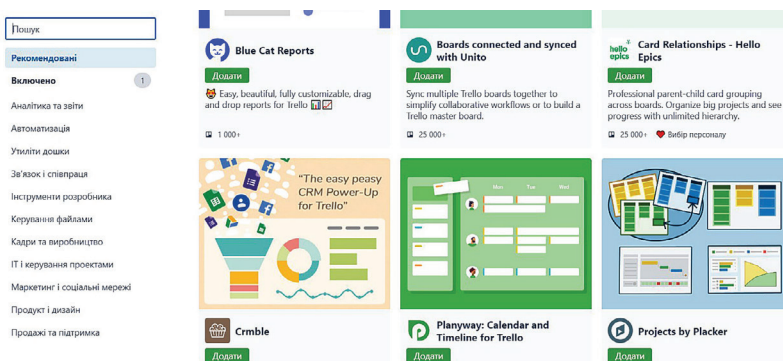 Пошук
Рекомендовані
Включено 1
Аналітика та звіти
Автоматизація
Утиліти дошки
Зв'язок і співпраця
Інструменти розробника
Керування файлами
Кадри та виробництво
ІТ і керування проектами
Маркетинг і соціальні мережі
Продукт і дизайн
Продажі та підтримка
Blue Cat Reports
Додати
Easy, beautiful, fully customizable, drag
and drop reports for Trello
1 000+
Boards connected and synced
with Unito
Додати
Sync multiple Trello boards together to
simplify collaborative workflows or to build a
Trello master board.
25 000+
hello
epics
Card Relationships - Hello
Epics
Додати
Professional parent-child card grouping
across boards. Organize big projects and see
progress with unlimited hierarchy.
25 000+ Вибір персоналу
"The easy peasy
CRM Power-Up
for Trello"
Crmble
Додати
Mon Tue Wed
Planyway: Calendar and
Timeline for Trello
Додати
Projects by Placker
Додати